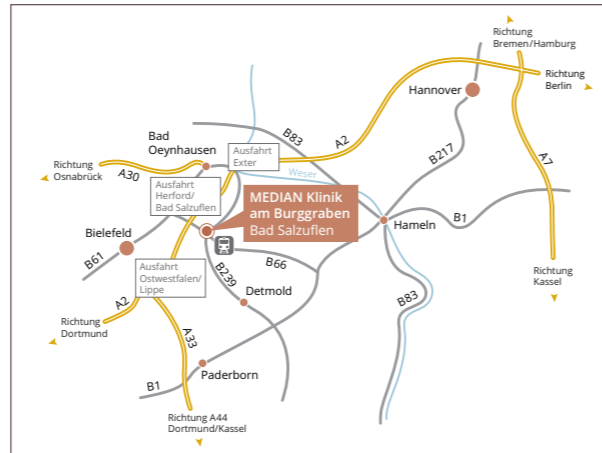 Richtung
Bremen/Hamburg
Richtung
Berlin
Hannover
A2
B83
B217
A7
Bad
Oeynhausen
Ausfahrt
Exter
Richtung
Osnabrück
A30
Weser
Ausfahrt
Herford/
Bad Salzuflen
MEDIAN Klinik
am Burggraben
Bad Salzuflen
Hameln
B1
Bielefeld
B61
B66
Ausfahrt
Ostwestfalen/
Lippe
B239
Detmold
B83
Richtung
Kassel
A2
Richtung
Dortmund
A33
Paderborn
B1
Richtung A44
Dortmund/Kassel